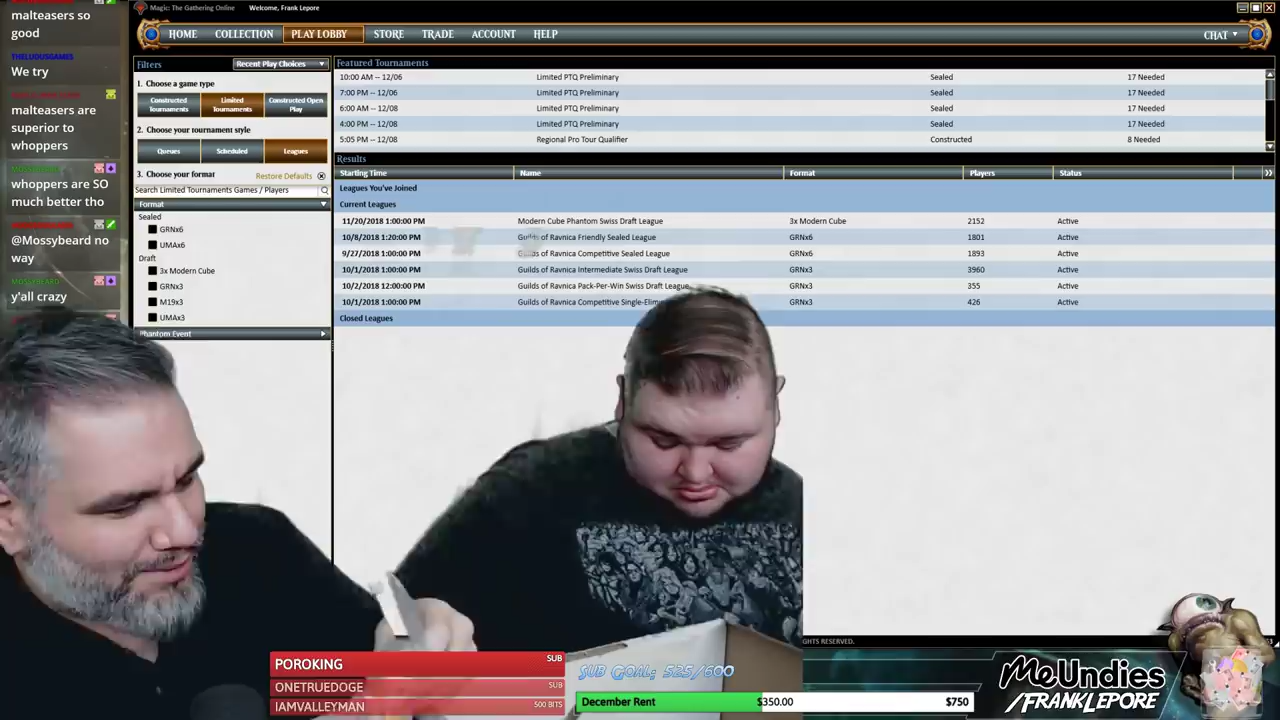 malteasers so
good
THELUDUSGAMES
We try
malteasers are
superior to
whoppers
whoppers are SO
much better tho
@Mossybeard no
way
MOSSYBEARD
y'all crazy
Magic: The Gathering Online Welcome, Frank Lepore
HOME COLLECTION PLAY LOBBY STORE TRADE ACCOUNT HELP CHAT
Filters Recent Play Choices
1. Choose a game type
Constructed Tournaments Limited Tournaments Constructed Open Play
2. Choose your tournament style
Queues Scheduled Leagues
3. Choose your format Restore Defaults
Search Limited Tournaments Games / Players
Format
Sealed
GRNx6
UMAx6
Draft
3x Modern Cube
GRNx3
M19x3
UMAx3
Phantom Event
Featured Tournaments
10:00 AM -- 12/06 Limited PTQ Preliminary Sealed 17 Needed
7:00 PM -- 12/06 Limited PTQ Preliminary Sealed 17 Needed
6:00 AM -- 12/08 Limited PTQ Preliminary Sealed 17 Needed
4:00 PM -- 12/08 Limited PTQ Preliminary Sealed 17 Needed
5:05 PM -- 12/08 Regional Pro Tour Qualifier Constructed 8 Needed
Results
Starting Time Name Format Players Status
Leagues You've Joined
Current Leagues
11/20/2018 1:00:00 PM Modern Cube Phantom Swiss Draft League 3x Modern Cube 2152 Active
10/8/2018 1:20:00 PM Guilds of Ravnica Friendly Sealed League GRNx6 1801 Active
9/27/2018 1:00:00 PM Guilds of Ravnica Competitive Sealed League GRNx6 1893 Active
10/1/2018 1:00:00 PM Guilds of Ravnica Intermediate Swiss Draft League GRNx3 3960 Active
10/2/2018 12:00:00 PM Guilds of Ravnica Pack-Per-Win Swiss Draft League GRNx3 355 Active
10/1/2018 1:00:00 PM Guilds of Ravnica Competitive Single-Elim GRNx3 426 Active
Closed Leagues
GHTS RESERVED.
POROKING SUB
ONETRUEDOGE SUB
IAMVALLEYMAN 500 BITS
SUB GOAL: 525/600
December Rent $350.00 $750
MeUndies
/FRANKLEPORE